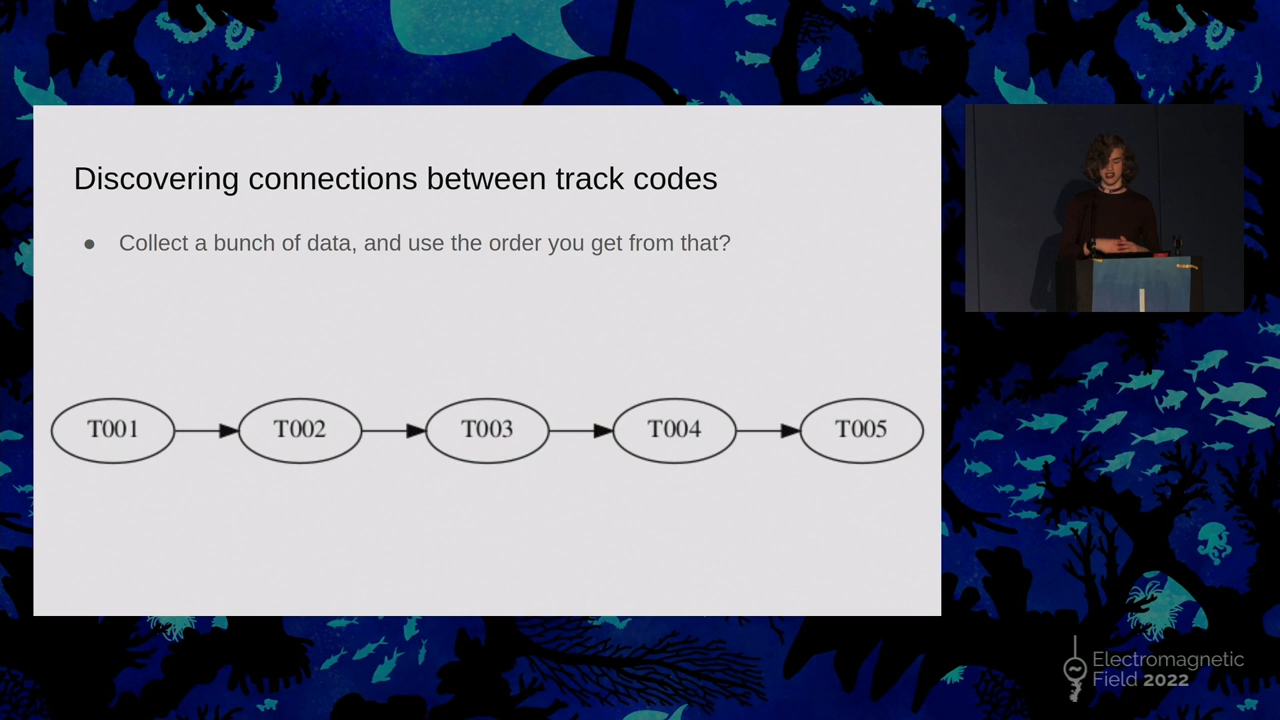 Discovering connections between track codes
● Collect a bunch of data, and use the order you get from that?
T001 T002 T003 T004 T005
Electromagnetic
Field 2022